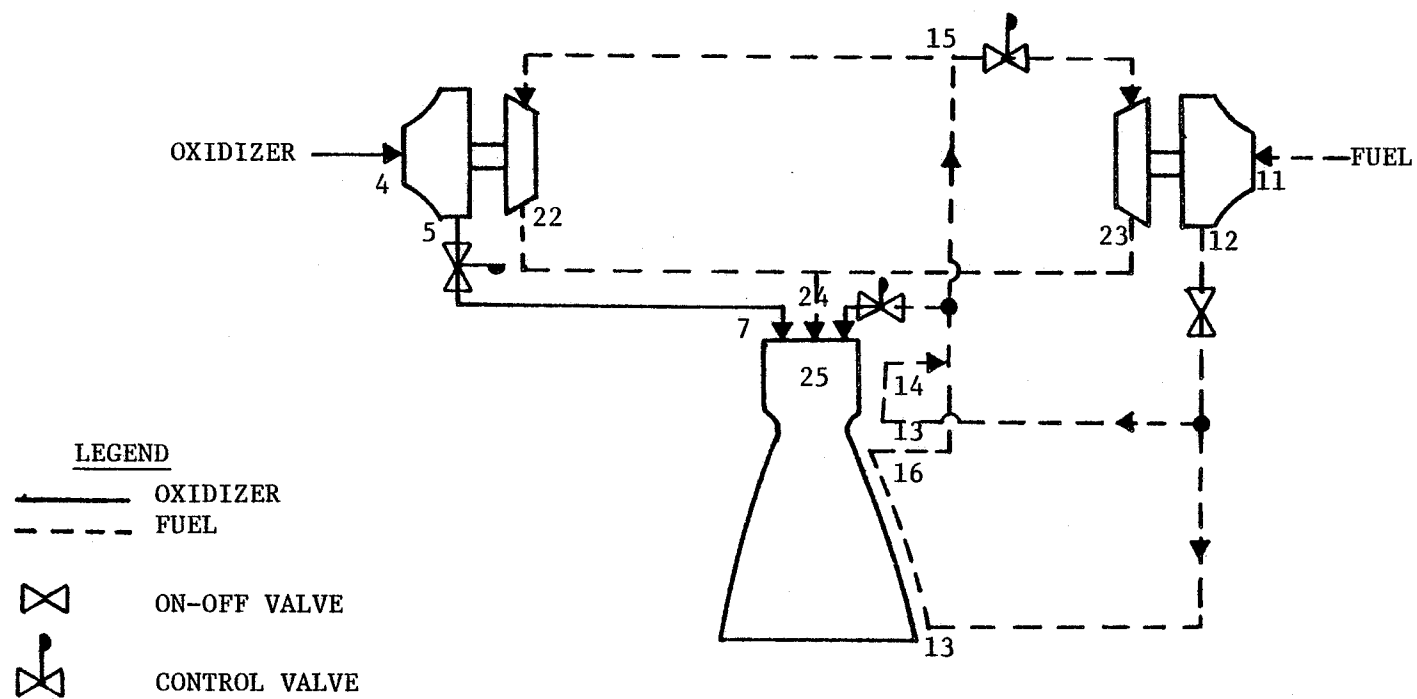 15
OXIDIZER
4
5
22
23
11
FUEL
12
24
7
25
14
13
16
13
LEGEND
OXIDIZER
FUEL
ON-OFF VALVE
CONTROL VALVE